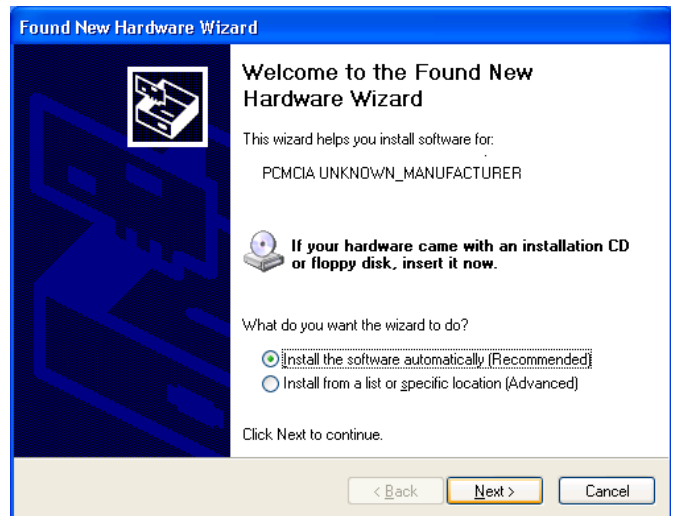 Found New Hardware Wizard
Welcome to the Found New
Hardware Wizard
This wizard helps you install software for:
PCMCIA UNKNOWN_MANUFACTURER
If your hardware came with an installation CD
or floppy disk, insert it now.
What do you want the wizard to do?
Install the software automatically (Recommended)
Install from a list or specific location (Advanced)
Click Next to continue.
< Back Next > Cancel